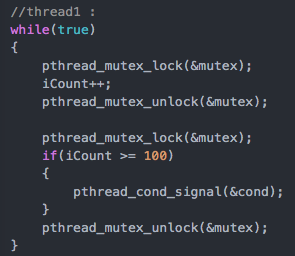 //thread1 :
while(true)
{
    pthread_mutex_lock(&mutex);
    iCount++;
    pthread_mutex_unlock(&mutex);

    pthread_mutex_lock(&mutex);
    if(iCount >= 100)
    {
        pthread_cond_signal(&cond);
    }
    pthread_mutex_unlock(&mutex);
}